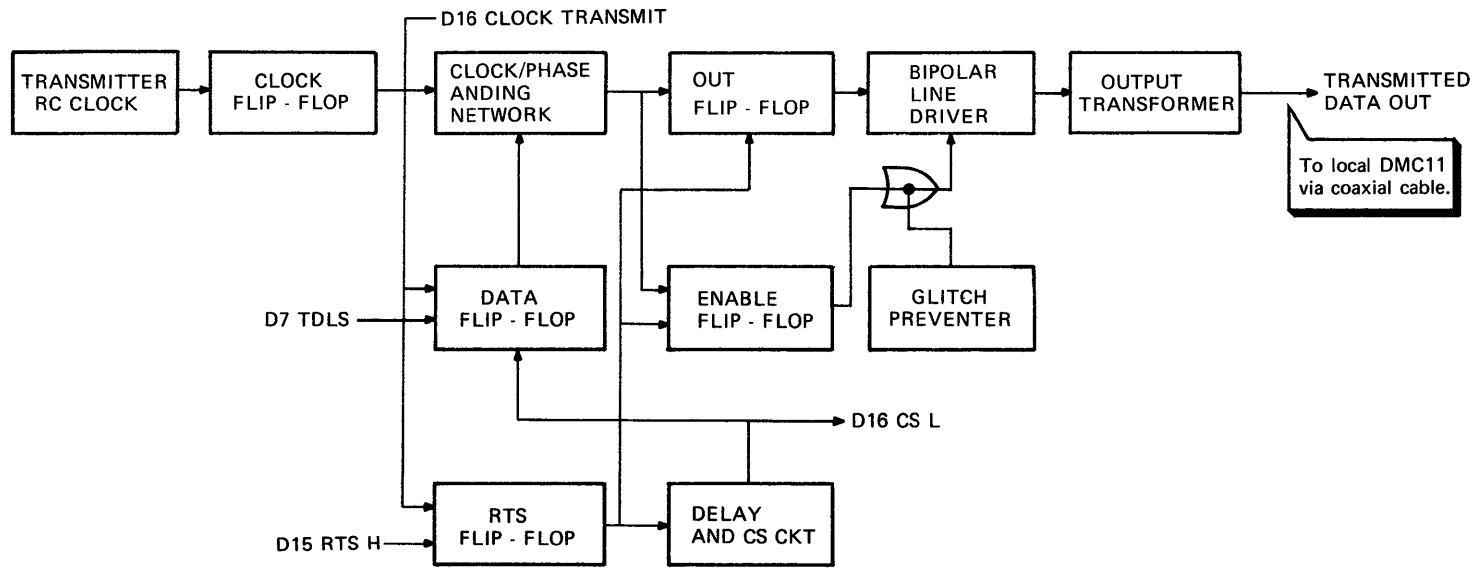 D16 CLOCK TRANSMIT
TRANSMITTER
RC CLOCK
CLOCK
FLIP - FLOP
CLOCK/PHASE
ANDING
NETWORK
OUT
FLIP - FLOP
BIPOLAR
LINE
DRIVER
OUTPUT
TRANSFORMER
TRANSMITTED
DATA OUT
To local DMC11
via coaxial cable.
D7 TDLS
DATA
FLIP - FLOP
ENABLE
FLIP - FLOP
GLITCH
PREVENTER
D16 CS L
D15 RTS H
RTS
FLIP - FLOP
DELAY
AND CS CKT